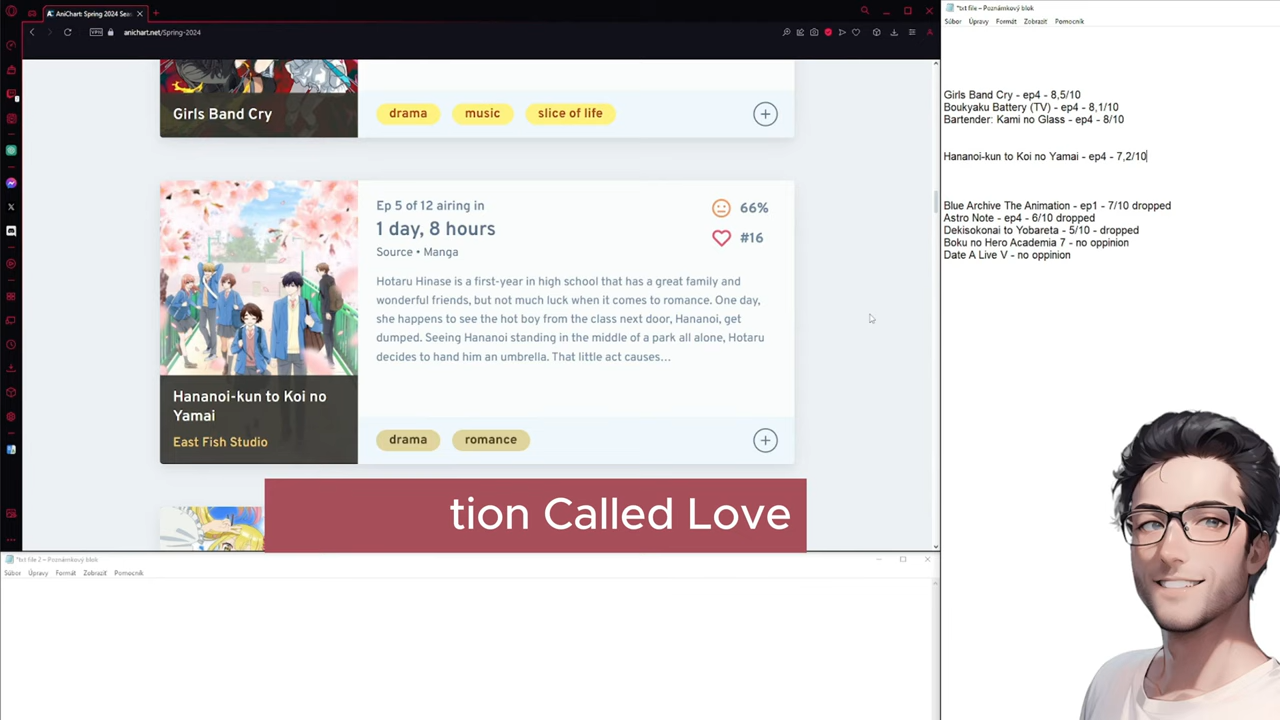 AniChart: Spring 2024 Sea
anichart.net/Spring-2024
VPN
Girls Band Cry
drama
music
slice of life
Ep 5 of 12 airing in
1 day, 8 hours
Source • Manga
66%
#16
Hotaru Hinase is a first-year in high school that has a great family and
wonderful friends, but not much luck when it comes to romance. One day,
she happens to see the hot boy from the class next door, Hananoi, get
dumped. Seeing Hananoi standing in the middle of a park all alone, Hotaru
decides to hand him an umbrella. That little act causes…
Hananoi-kun to Koi no
Yamai
East Fish Studio
drama
romance
tion Called Love
*txt file – Poznámkový blok
Súbor Úpravy Formát Zobraziť Pomocník
Girls Band Cry - ep4 - 8,5/10
Boukyaku Battery (TV) - ep4 - 8,1/10
Bartender: Kami no Glass - ep4 - 8/10
Hananoi-kun to Koi no Yamai - ep4 - 7,2/10
Blue Archive The Animation - ep1 - 7/10 dropped
Astro Note - ep4 - 6/10 dropped
Dekisokonai to Yobareta - 5/10 - dropped
Boku no Hero Academia 7 - no oppinion
Date A Live V - no oppinion
*txt file 2 – Poznámkový blok
Súbor Úpravy Formát Zobraziť Pomocník